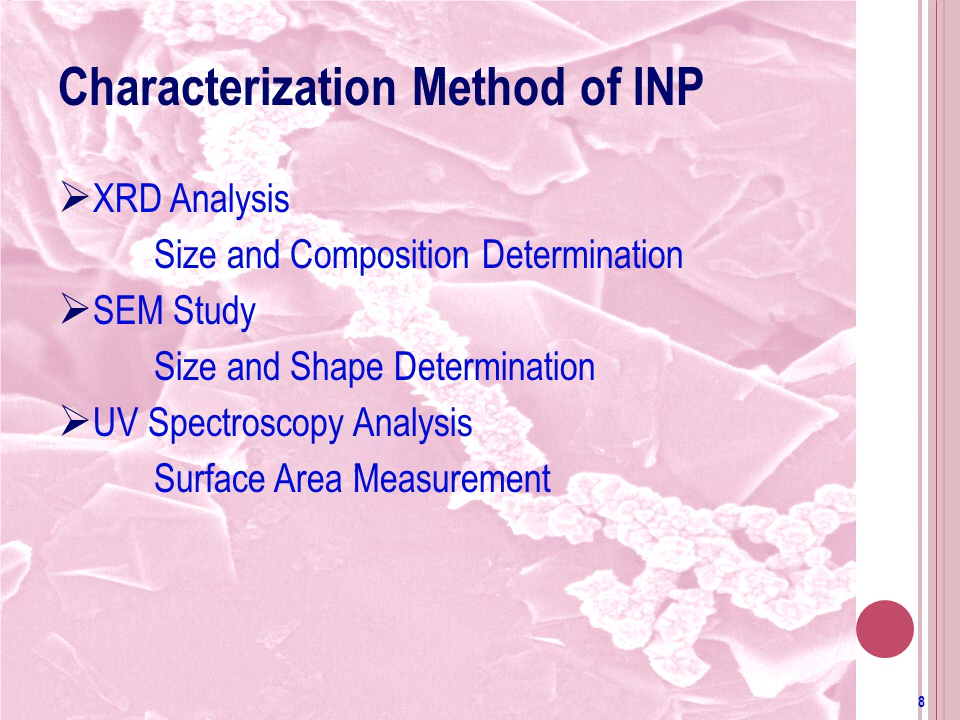 Characterization Method of INP
➢XRD Analysis
Size and Composition Determination
➢SEM Study
Size and Shape Determination
➢UV Spectroscopy Analysis
Surface Area Measurement
8